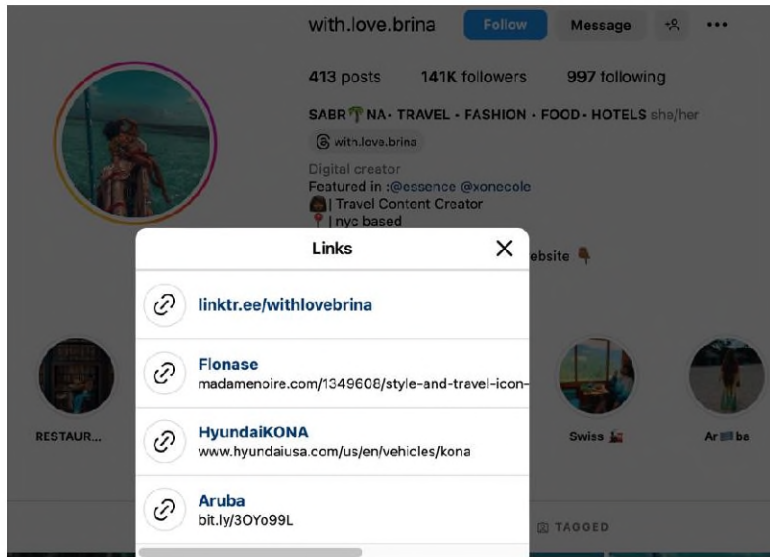 with.love.brina Follow Message
413 posts 141K followers 997 following
SABR🌴NA• TRAVEL • FASHION • FOOD• HOTELS she/her
with.love.brina
Digital creator
Featured in :@essence @xonecole
| Travel Content Creator
📍| nyc based
ebsite
Links
linktr.ee/withlovebrina
Flonase
madamenoire.com/1349608/style-and-travel-icon-
HyundaiKONA
www.hyundaiusa.com/us/en/vehicles/kona
Aruba
bit.ly/3OYo99L
RESTAUR... Swiss Ar ba
TAGGED